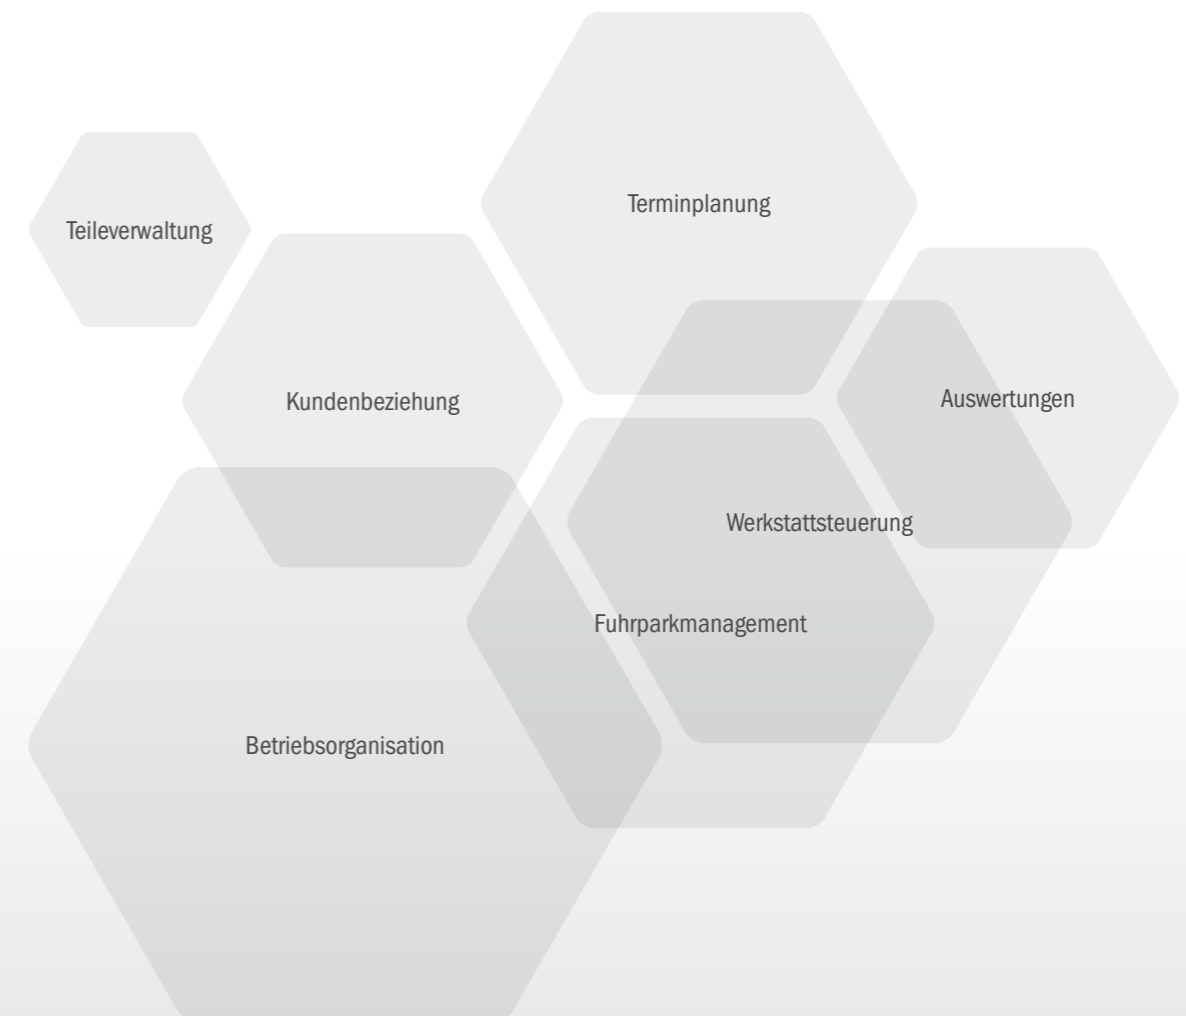 Terminplanung
Teileverwaltung
Auswertungen
Kundenbeziehung
Werkstattsteuerung
Fuhrparkmanagement
Betriebsorganisation